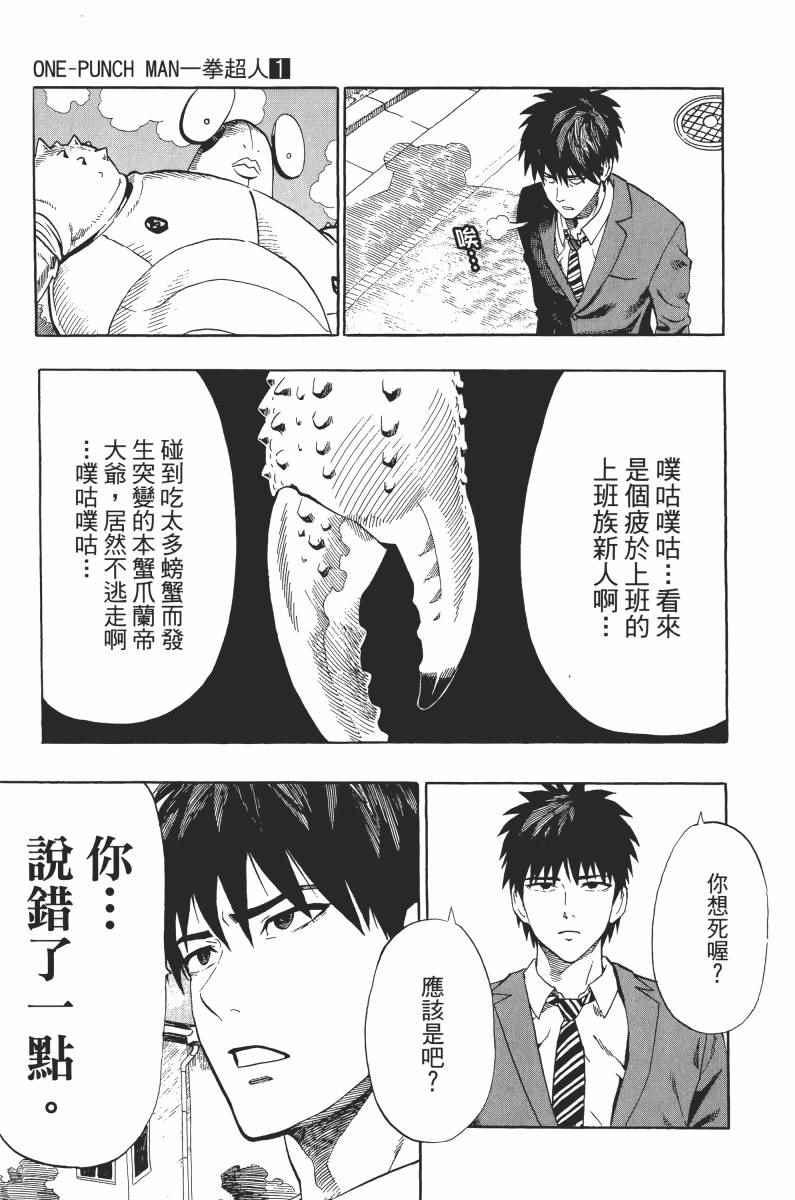 ONE-PUNCH MAN一拳超人1
唉…
噗咕噗咕…看來
是個疲於上班的
上班族新人啊…
碰到吃太多螃蟹而發
生突變的本蟹爪蘭帝
大爺，居然不逃走啊
…噗咕噗咕…
你想死喔?
應該是吧?
你…
說錯了一點。